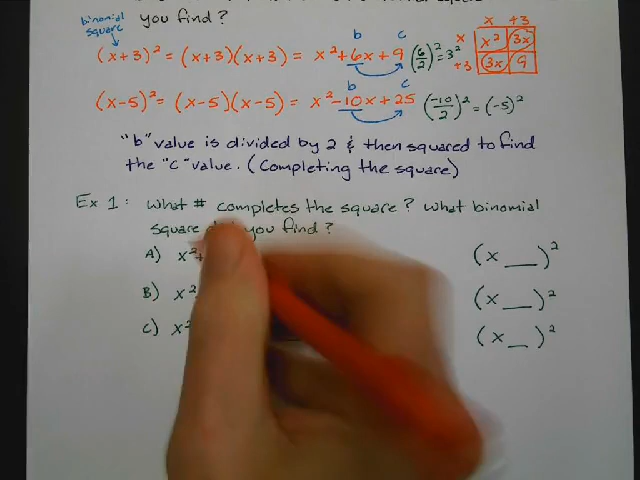 you find?
binomial
square
x +3
b c
(x+3)² = (x+3)(x+3) = x²+6x+9 (6/2)²=3²
x x² 3x
+3 3x 9
b c
(x-5)² = (x-5)(x-5) = x²-10x+25 (-10/2)² = (-5)²
"b" value is divided by 2 & then squared to find
the "c" value. (Completing the square)
Ex 1: What # completes the square? What binomial
square you find?
A) x²+ (x __)²
B) x² (x __)²
C) x² (x __)²